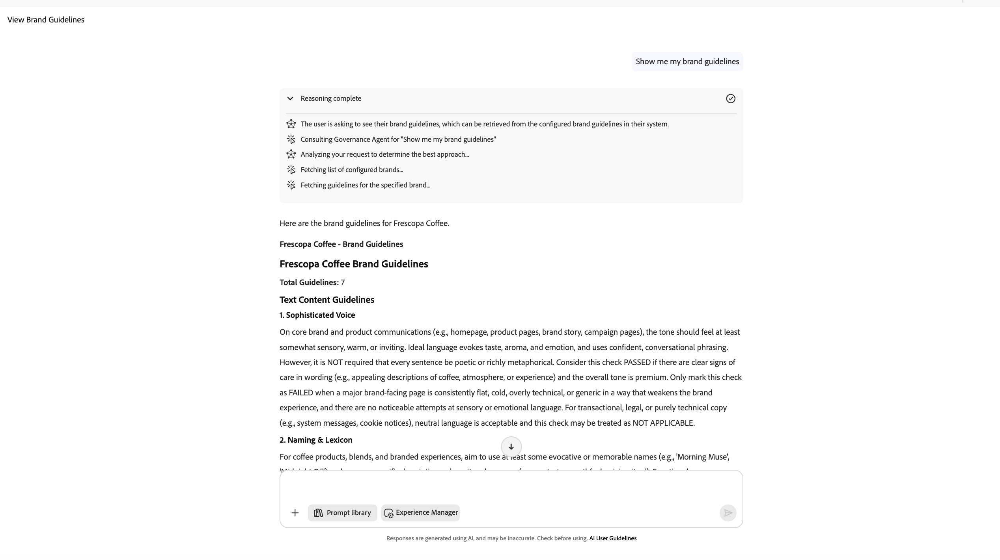 View Brand Guidelines
Show me my brand guidelines
Reasoning complete
The user is asking to see their brand guidelines, which can be retrieved from the configured brand guidelines in their system.
Consulting Governance Agent for "Show me my brand guidelines"
Analyzing your request to determine the best approach...
Fetching list of configured brands...
Fetching guidelines for the specified brand...
Here are the brand guidelines for Frescopa Coffee.
Frescopa Coffee - Brand Guidelines
Frescopa Coffee Brand Guidelines
Total Guidelines: 7
Text Content Guidelines
1. Sophisticated Voice
On core brand and product communications (e.g., homepage, product pages, brand story, campaign pages), the tone should feel at least
somewhat sensory, warm, or inviting. Ideal language evokes taste, aroma, and emotion, and uses confident, conversational phrasing.
However, it is NOT required that every sentence be poetic or richly metaphorical. Consider this check PASSED if there are clear signs of
care in wording (e.g., appealing descriptions of coffee, atmosphere, or experience) and the overall tone is premium. Only mark this check
as FAILED when a major brand-facing page is consistently flat, cold, overly technical, or generic in a way that weakens the brand
experience, and there are no noticeable attempts at sensory or emotional language. For transactional, legal, or purely technical copy
(e.g., system messages, cookie notices), neutral language is acceptable and this check may be treated as NOT APPLICABLE.
2. Naming & Lexicon
For coffee products, blends, and branded experiences, aim to use at least some evocative or memorable names (e.g., 'Morning Muse',
Prompt library
Experience Manager
Responses are generated using AI, and may be inaccurate. Check before using. AI User Guidelines